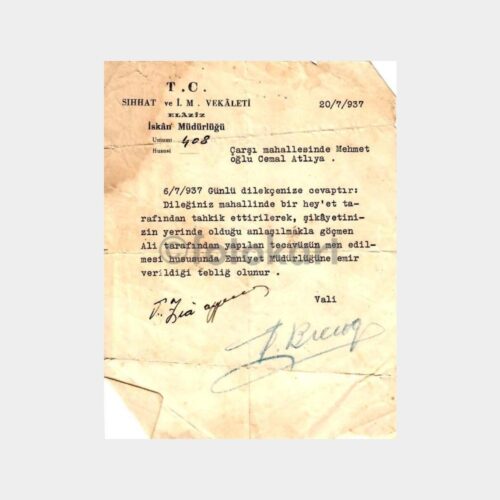 T. C.
SIHHAT ve İ. M. VEKÂLETİ
20/7/937
ELÂZİZ
İskân Müdürlüğü
Umumi 408
Hususi
Çarşı mahallesinde Mehmet
oğlu Cemal Atlıya .
6/7/937 Günlü dilekçenize cevaptır:
Dileğiniz mahallinde bir hey'et ta-
rafından tahkik ettirilerek, şikâyetini-
zin yerinde olduğu anlaşılmakla göçmen
Ali tarafından yapılan tecavüzün men edil-
mesi hususunda Emniyet Müdürlüğüne emir
verildiği tebliğ olunur .
Vali
©fotokart